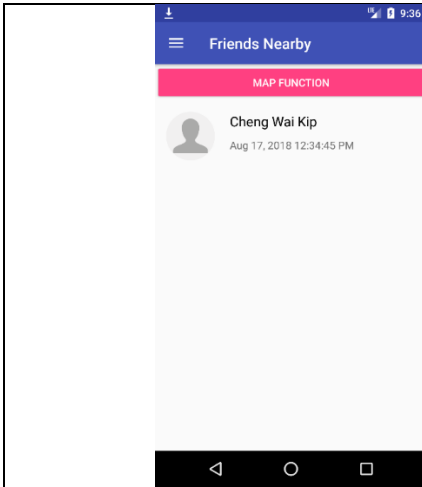 9:36
Friends Nearby
MAP FUNCTION
Cheng Wai Kip
Aug 17, 2018 12:34:45 PM